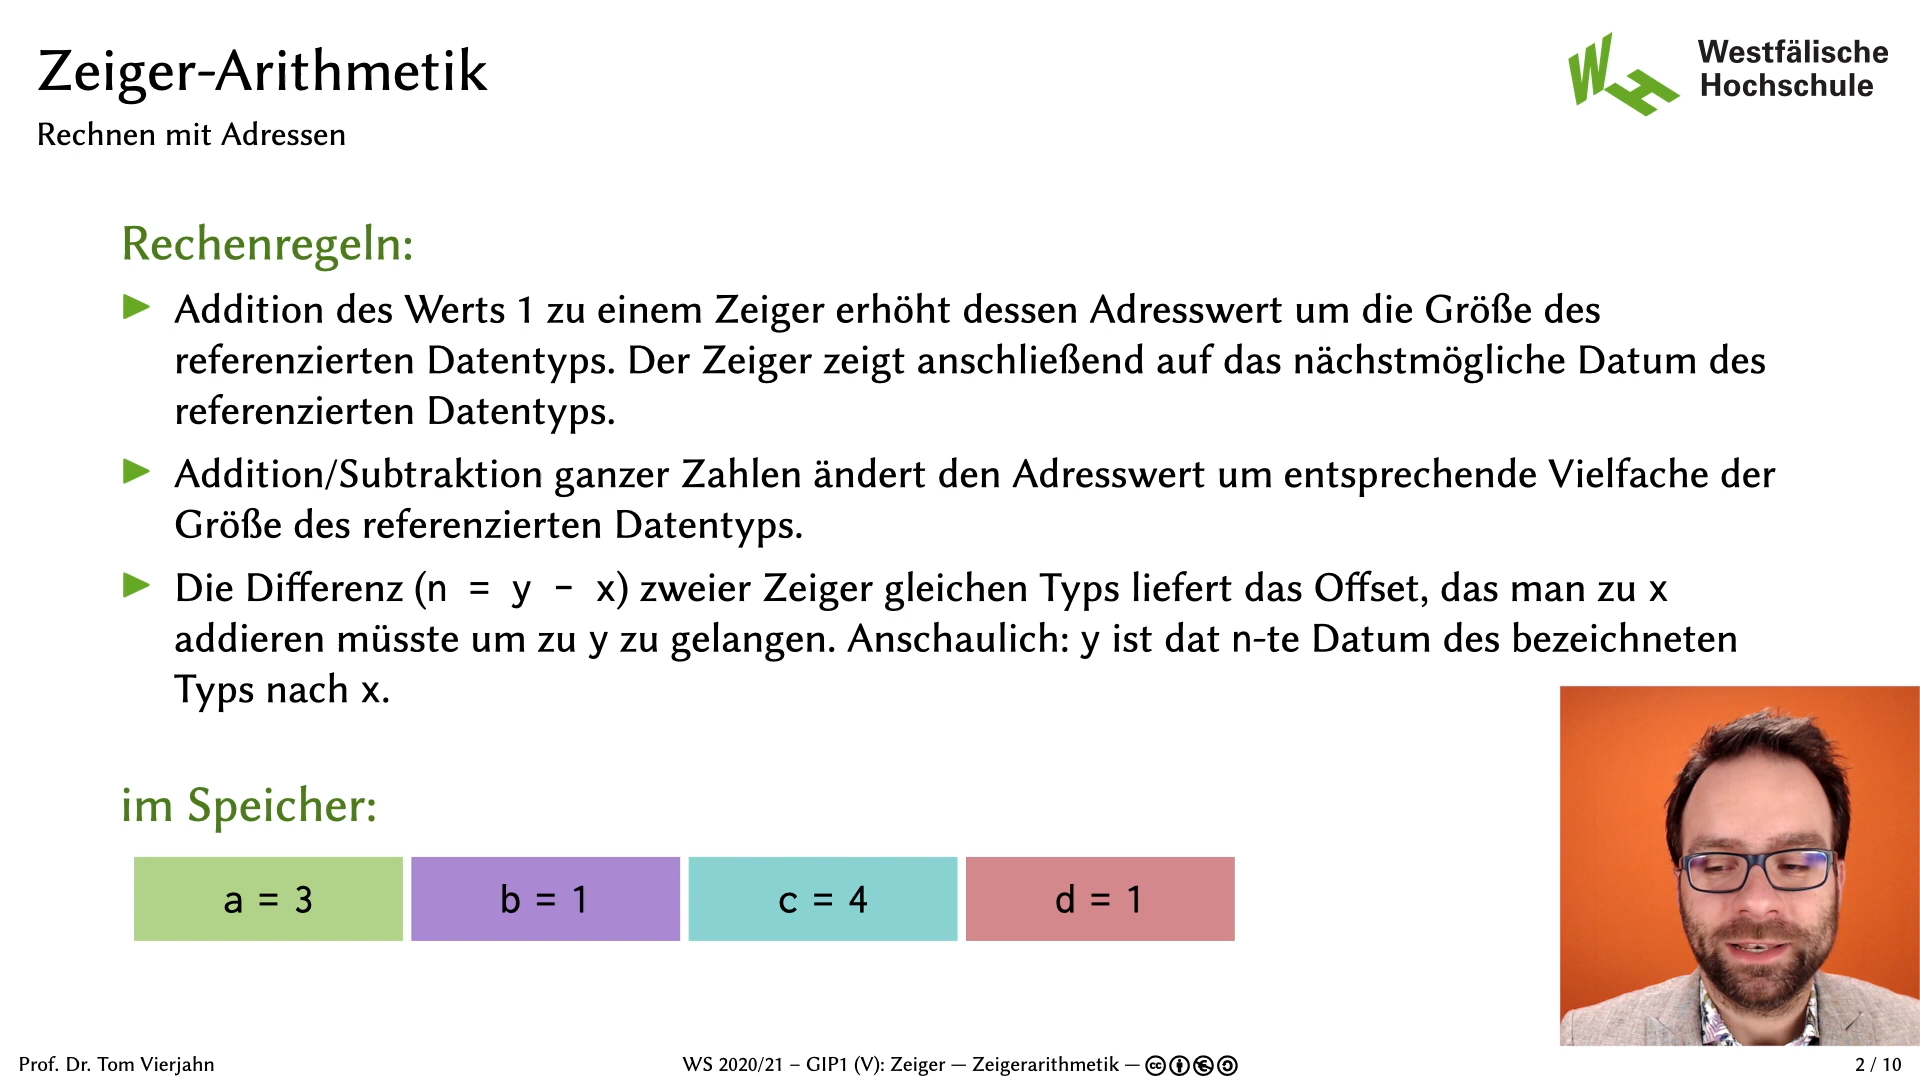 Zeiger-Arithmetik
Rechnen mit Adressen
Westfälische
Hochschule
Rechenregeln:
Addition des Werts 1 zu einem Zeiger erhöht dessen Adresswert um die Größe des
referenzierten Datentyps. Der Zeiger zeigt anschließend auf das nächstmögliche Datum des
referenzierten Datentyps.
Addition/Subtraktion ganzer Zahlen ändert den Adresswert um entsprechende Vielfache der
Größe des referenzierten Datentyps.
Die Differenz (n = y - x) zweier Zeiger gleichen Typs liefert das Offset, das man zu x
addieren müsste um zu y zu gelangen. Anschaulich: y ist dat n-te Datum des bezeichneten
Typs nach x.
im Speicher:
a = 3 b = 1 c = 4 d = 1
Prof. Dr. Tom Vierjahn WS 2020/21 – GIP1 (V): Zeiger — Zeigerarithmetik — 2 / 10